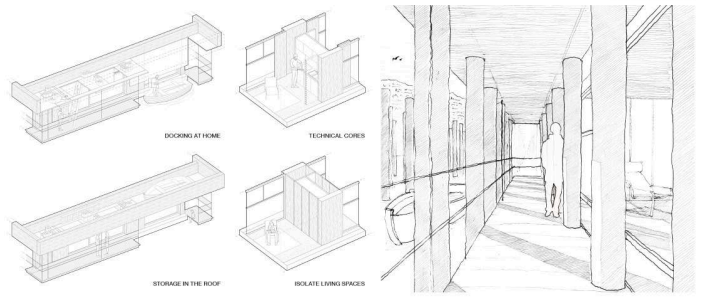 DOCKING AT HOME
TECHNICAL CORES
STORAGE IN THE ROOF
ISOLATE LIVING SPACES